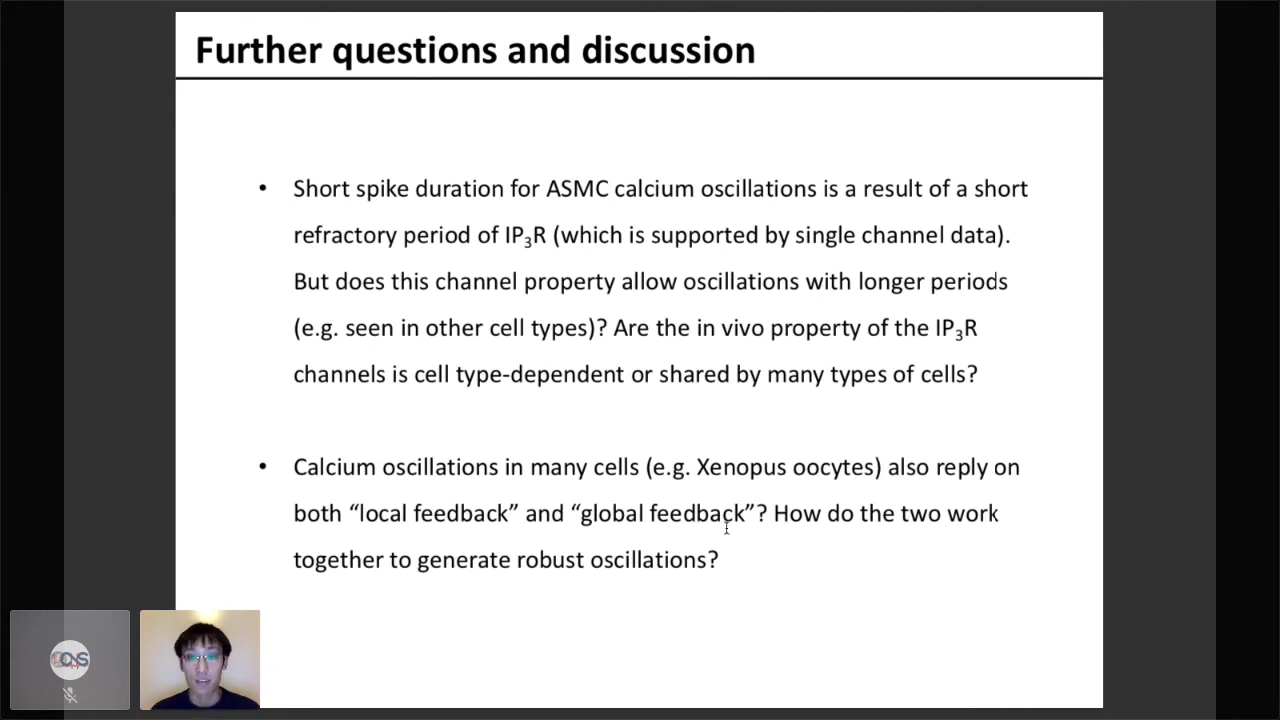 Further questions and discussion
• Short spike duration for ASMC calcium oscillations is a result of a short
refractory period of IP₃R (which is supported by single channel data).
But does this channel property allow oscillations with longer periods
(e.g. seen in other cell types)? Are the in vivo property of the IP₃R
channels is cell type-dependent or shared by many types of cells?
• Calcium oscillations in many cells (e.g. Xenopus oocytes) also reply on
both “local feedback” and “global feedback”? How do the two work
together to generate robust oscillations?